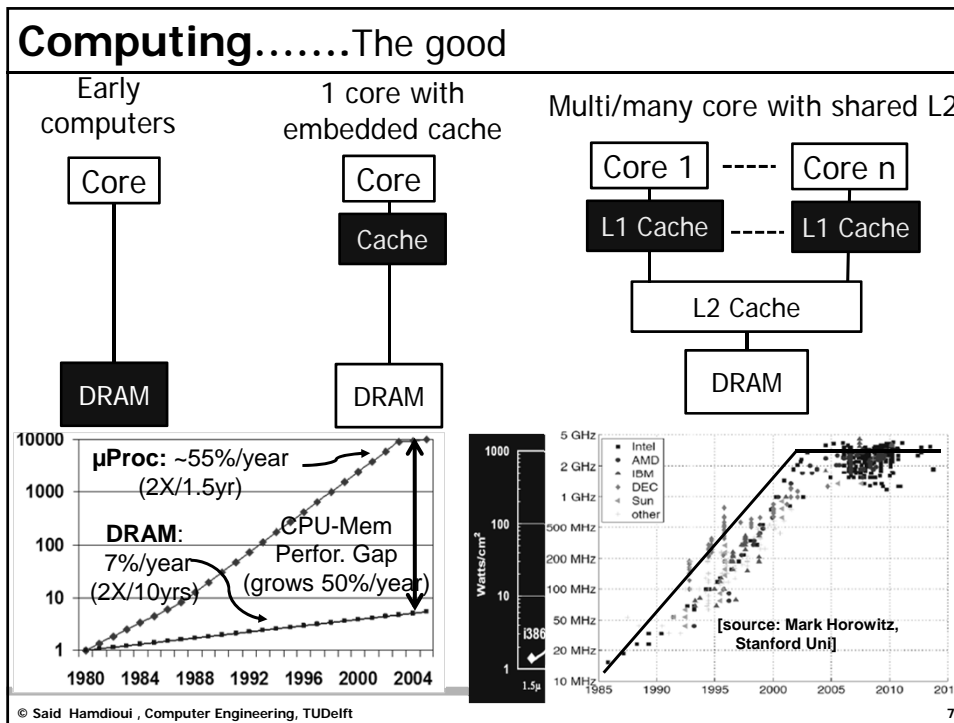 Computing.......The good
Early
computers
1 core with
embedded cache
Multi/many core with shared L2
Core
DRAM
Core
Cache
DRAM
Core 1
Core n
L1 Cache
L1 Cache
L2 Cache
DRAM
10000
1000
100
10
1
µProc: ~55%/year
(2X/1.5yr)
DRAM:
7%/year
(2X/10yrs)
CPU-Mem
Perfor. Gap
(grows 50%/year)
1980 1984 1988 1992 1996 2000 2004
Watts/cm²
1000
100
10
1
i386
1.5µ
5 GHz
2 GHz
1 GHz
500 MHz
200 MHz
100 MHz
50 MHz
20 MHz
10 MHz
Intel
AMD
IBM
DEC
Sun
other
[source: Mark Horowitz,
Stanford Uni]
1985 1990 1995 2000 2005 2010 201
© Said Hamdioui , Computer Engineering, TUDelft
7